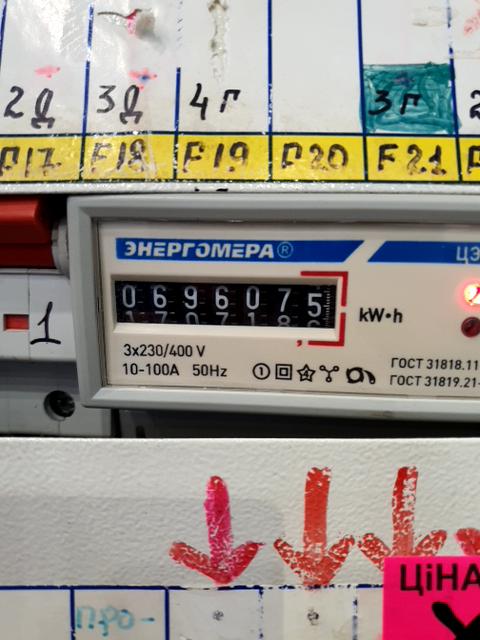 2Д 3Д 4Г 3Г 2
F17 F18 F19 F20 F21 F
ЭНЕРГОМЕРА® ЦЭ
0696075
kW•h
1
3x230/400 V
10-100A 50Hz
ГОСТ 31818.11
ГОСТ 31819.21-
ЦіНА
ПРО-